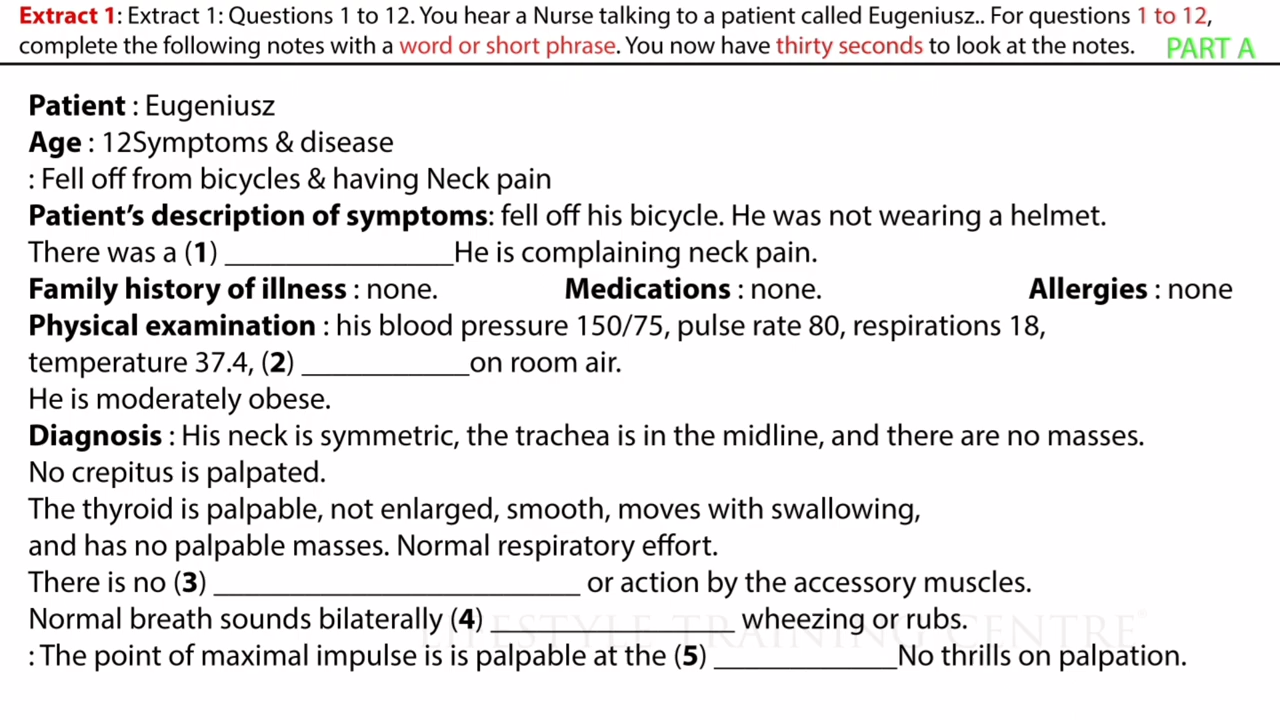 Extract 1: Extract 1: Questions 1 to 12. You hear a Nurse talking to a patient called Eugeniusz.. For questions 1 to 12,
complete the following notes with a word or short phrase. You now have thirty seconds to look at the notes. PART A
Patient : Eugeniusz
Age : 12Symptoms & disease
: Fell off from bicycles & having Neck pain
Patient's description of symptoms: fell off his bicycle. He was not wearing a helmet.
There was a (1) _______________He is complaining neck pain.
Family history of illness : none. Medications : none. Allergies : none
Physical examination : his blood pressure 150/75, pulse rate 80, respirations 18,
temperature 37.4, (2) ___________on room air.
He is moderately obese.
Diagnosis : His neck is symmetric, the trachea is in the midline, and there are no masses.
No crepitus is palpated.
The thyroid is palpable, not enlarged, smooth, moves with swallowing,
and has no palpable masses. Normal respiratory effort.
There is no (3) ________________________ or action by the accessory muscles.
Normal breath sounds bilaterally (4) ________________ wheezing or rubs.
LIFESTYLE TRAINING CENTRE
: The point of maximal impulse is is palpable at the (5) ____________No thrills on palpation.